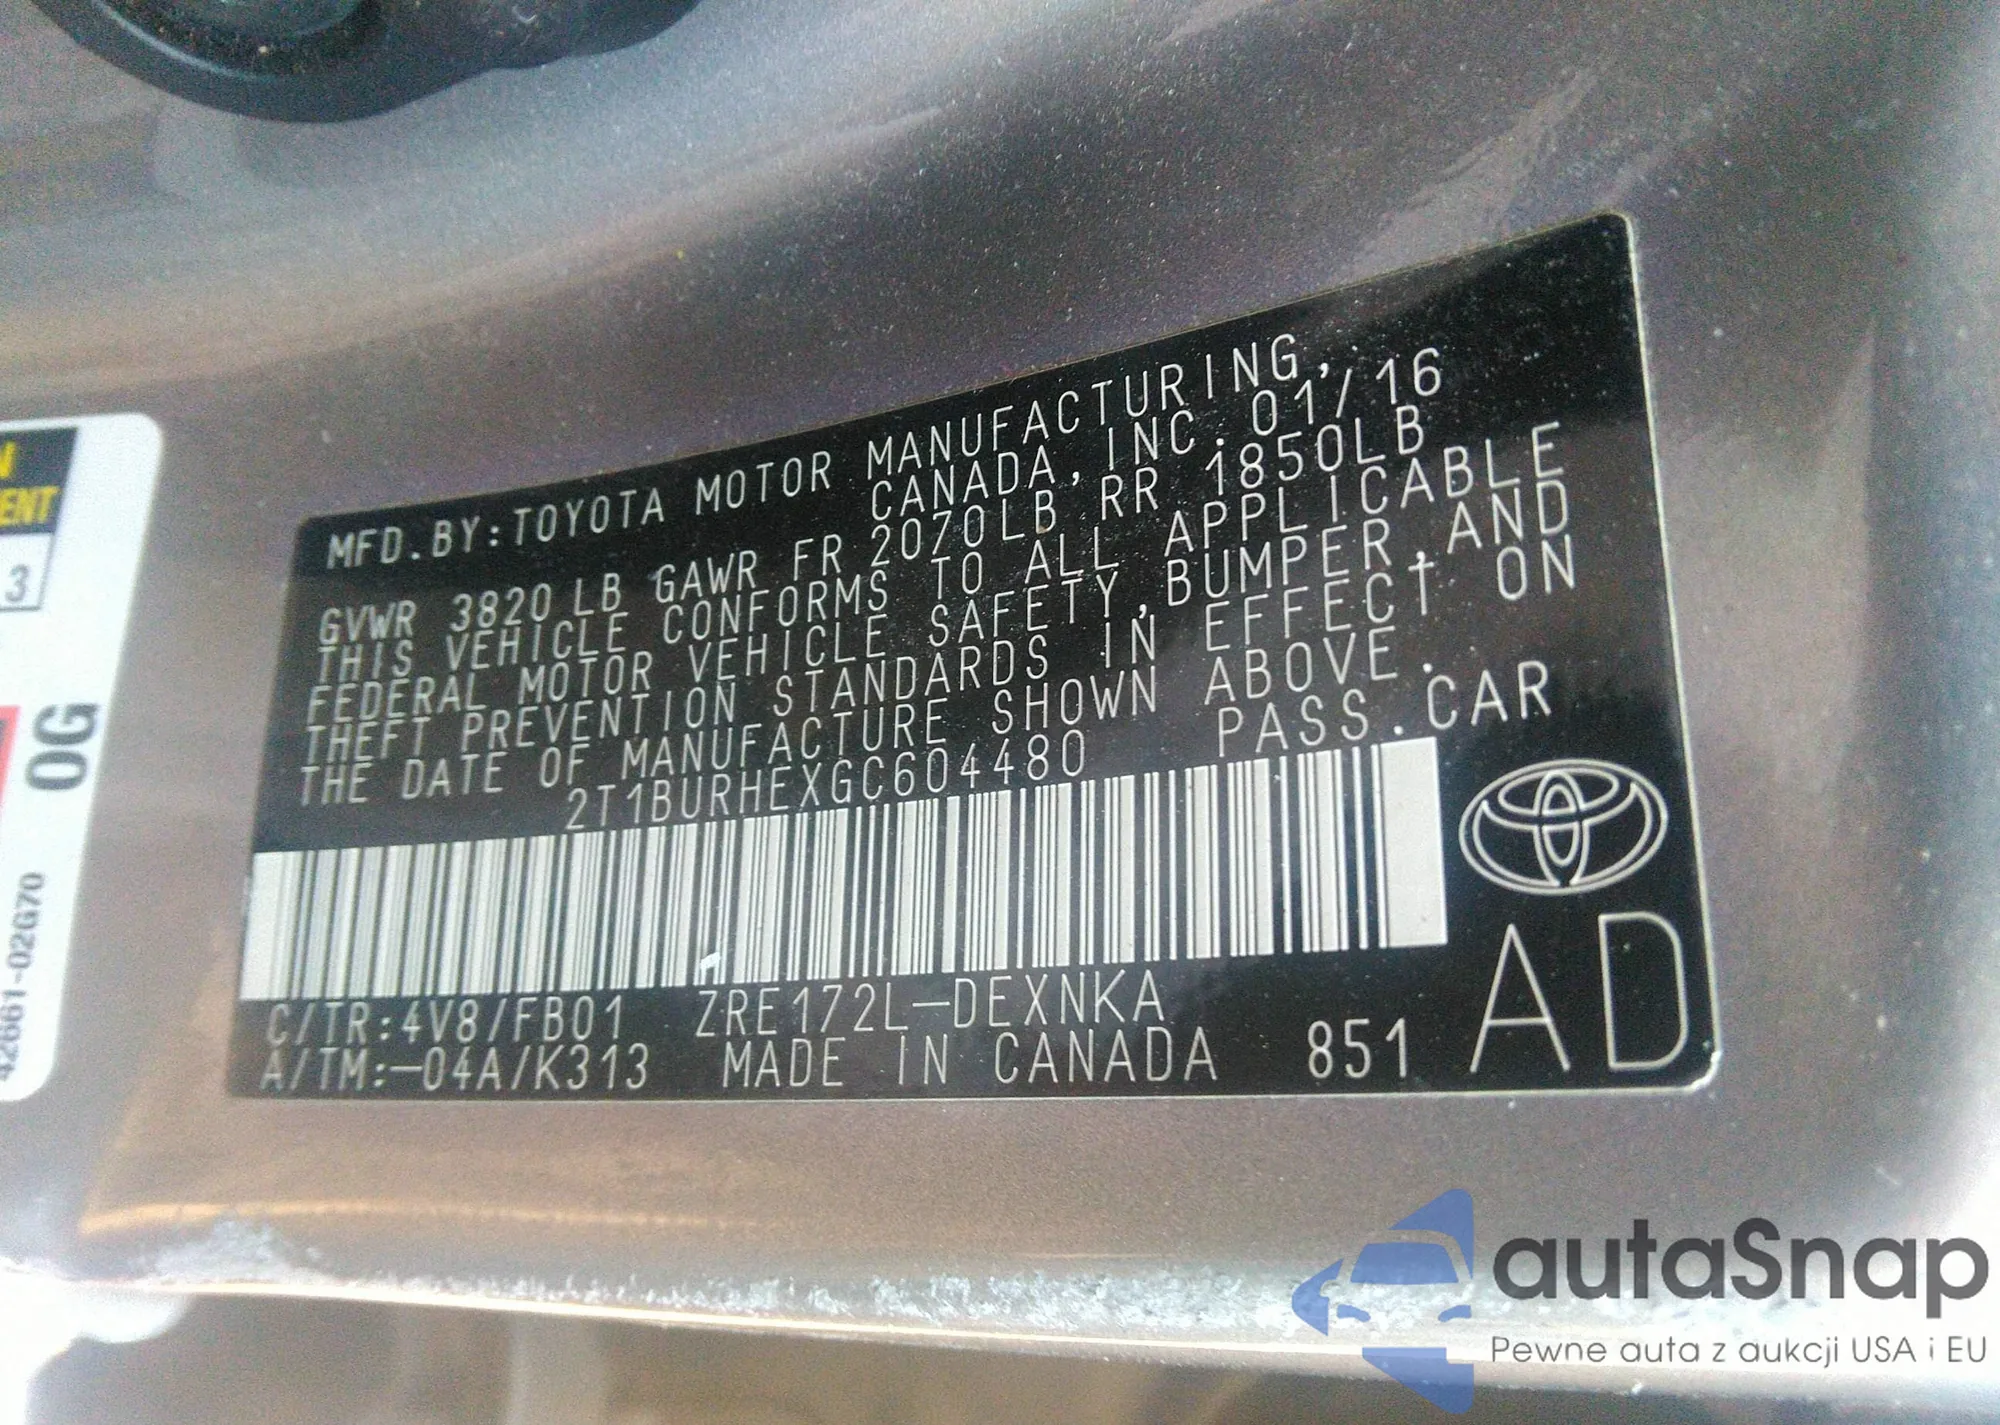 MFD.BY:TOYOTA MOTOR MANUFACTURING,
CANADA, INC. 01/16
GVWR 3820 LB GAWR FR 2070LB RR 1850LB
THIS VEHICLE CONFORMS TO ALL APPLICABLE
FEDERAL MOTOR VEHICLE SAFETY,BUMPER,AND
THEFT PREVENTION STANDARDS IN EFFECT ON
THE DATE OF MANUFACTURE SHOWN ABOVE.
2T1BURHEXGC604480 PASS.CAR
C/TR:4V8/FB01 ZRE172L-DEXNKA
A/TM:-04A/K313 MADE IN CANADA 851 AD
3
0G
42661-02G70
autaSnap
Pewne auta z aukcji USA i EU